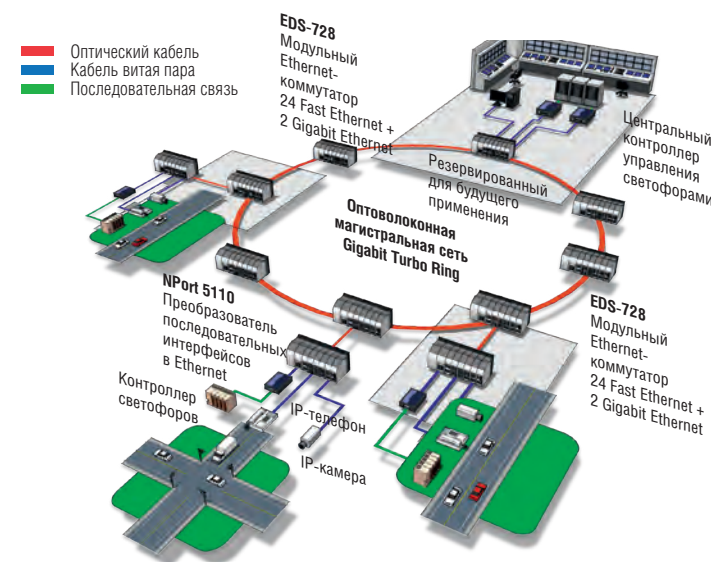 Оптический кабель
Кабель витая пара
Последовательная связь
EDS-728
Модульный
Ethernet-
коммутатор
24 Fast Ethernet +
2 Gigabit Ethernet
Центральный
контроллер
управления
светофорами
Резервированный
для будущего
применения
Оптоволоконная
магистральная сеть
Gigabit Turbo Ring
NPort 5110
Преобразователь
последовательных
интерфейсов
в Ethernet
EDS-728
Модульный
Ethernet-
коммутатор
24 Fast Ethernet +
2 Gigabit Ethernet
Контроллер
светофоров
IP-телефон
IP-камера